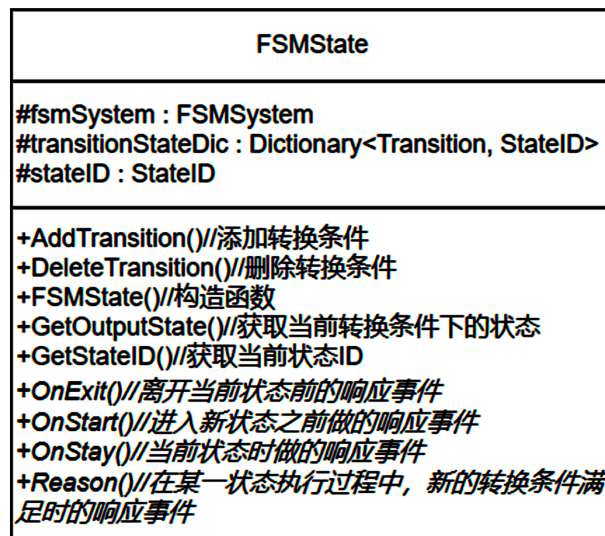 FSMState
#fsmSystem : FSMSystem
#transitionStateDic : Dictionary<Transition, StateID>
#stateID : StateID
+AddTransition()//添加转换条件
+DeleteTransition()//删除转换条件
+FSMState()//构造函数
+GetOutputState()//获取当前转换条件下的状态
+GetStateID()//获取当前状态ID
+OnExit()//离开当前状态前的响应事件
+OnStart()//进入新状态之前做的响应事件
+OnStay()//当前状态时做的响应事件
+Reason()//在某一状态执行过程中，新的转换条件满
足时的响应事件